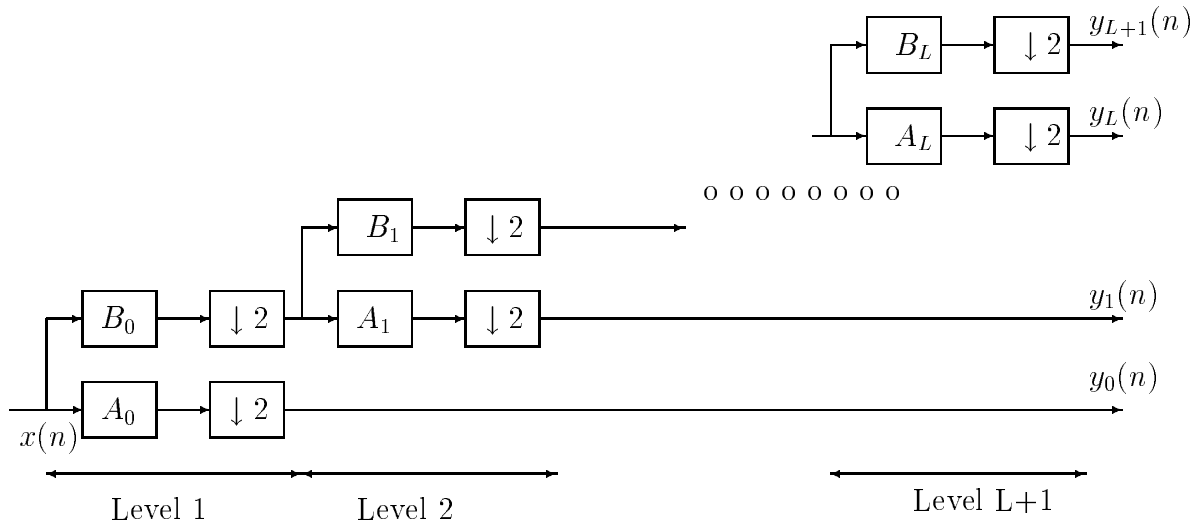 y_{L+1}(n)
B_L ↓ 2
y_L(n)
A_L ↓ 2
o o o o o o o o
B_1 ↓ 2
y_1(n)
B_0 ↓ 2 A_1 ↓ 2
y_0(n)
A_0 ↓ 2
x(n)
Level 1 Level 2 Level L+1